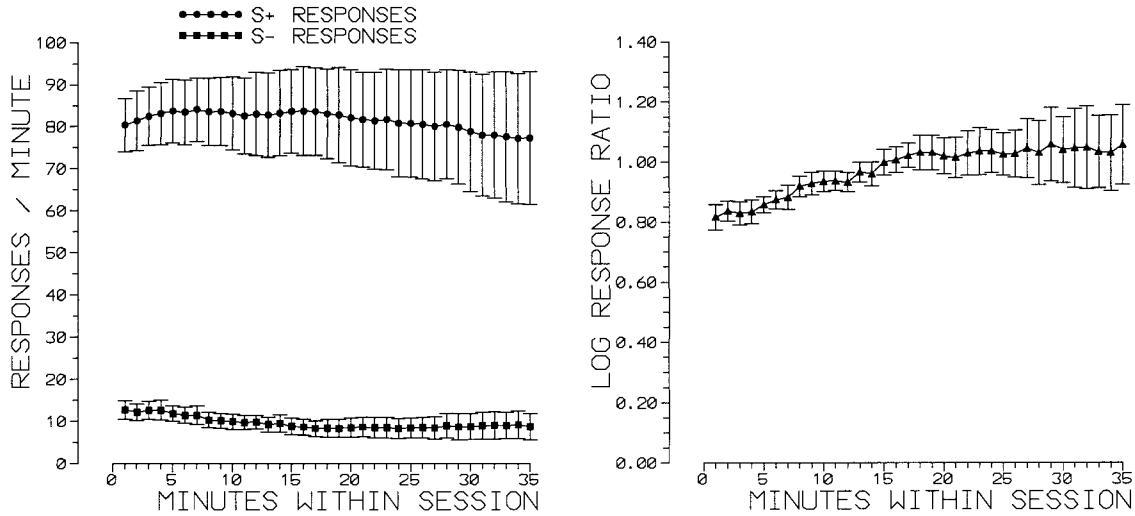 S+ RESPONSES
S- RESPONSES
RESPONSES / MINUTE
100
90
80
70
60
50
40
30
20
10
0
0 5 10 15 20 25 30 35
MINUTES WITHIN SESSION
LOG RESPONSE RATIO
1.40
1.20
1.00
0.80
0.60
0.40
0.20
0.00
0 5 10 15 20 25 30 35
MINUTES WITHIN SESSION